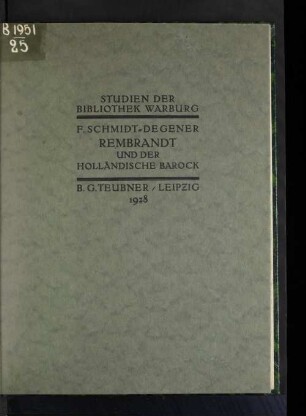 B 1951
25
STUDIEN DER
BIBLIOTHEK WARBURG
F. SCHMIDT-DEGENER
REMBRANDT
UND DER
HOLLÄNDISCHE BAROCK
B. G. TEUBNER / LEIPZIG
1928